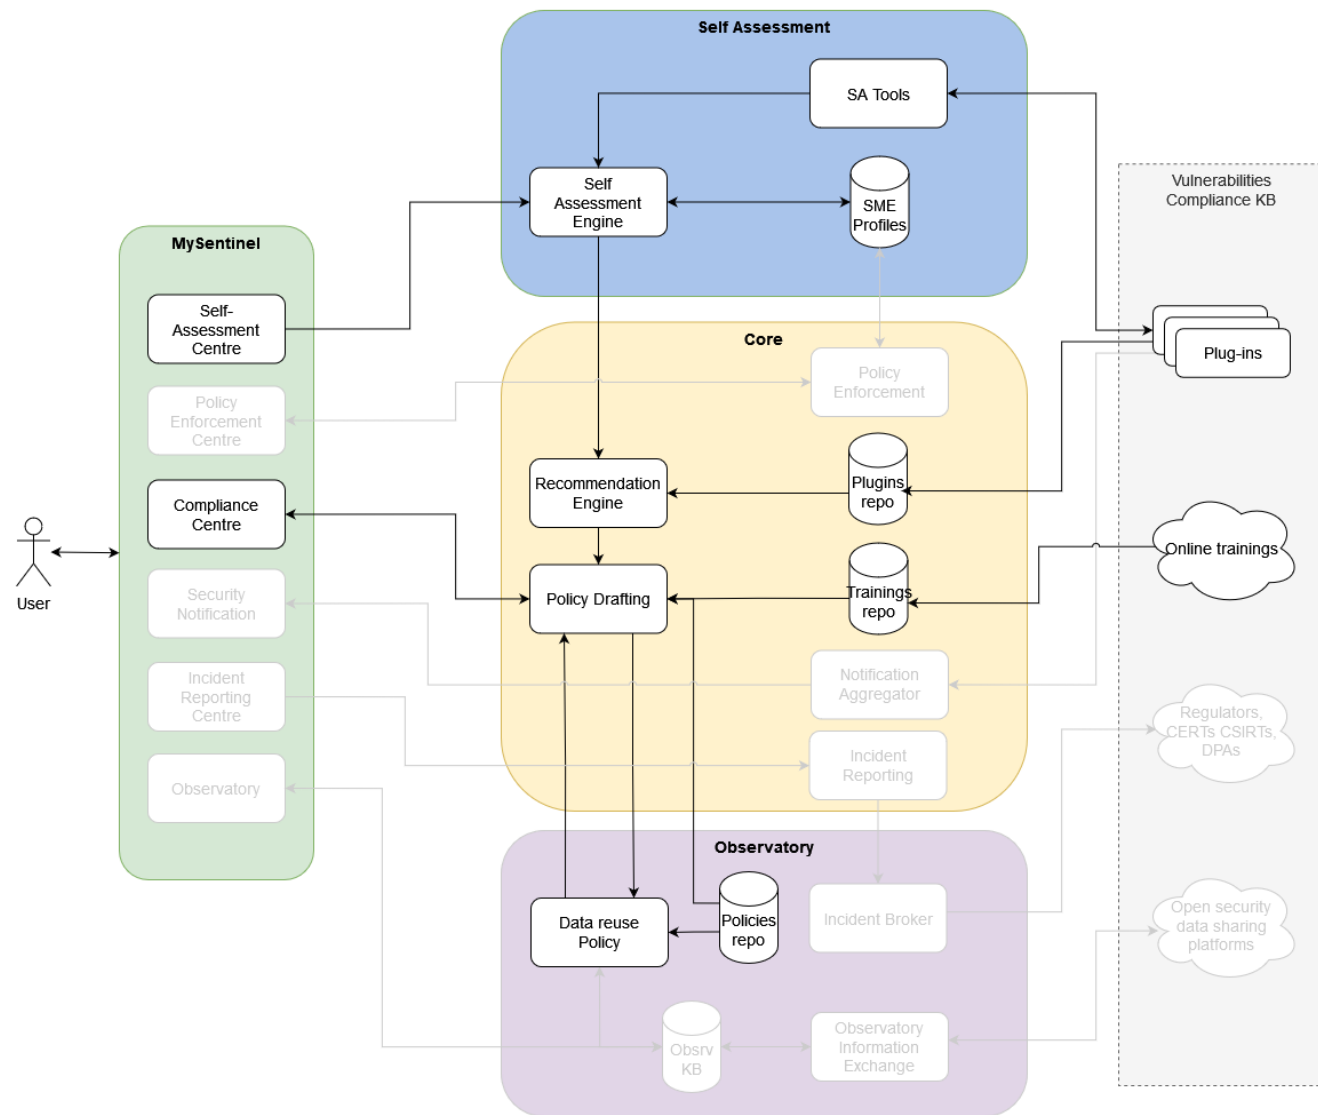 Self Assessment
SA Tools
Self
Assessment
Engine
SME
Profiles
Vulnerabilities
Compliance KB
MySentinel
Self-
Assessment
Centre
Policy
Enforcement
Centre
Compliance
Centre
Security
Notification
Incident
Reporting
Centre
Observatory
User
Core
Policy
Enforcement
Recommendation
Engine
Plugins
repo
Policy Drafting
Trainings
repo
Notification
Aggregator
Incident
Reporting
Plug-ins
Online trainings
Regulators,
CERTs CSIRTs,
DPAs
Open security
data sharing
platforms
Observatory
Data reuse
Policy
Policies
repo
Incident Broker
Obsrv
KB
Observatory
Information
Exchange